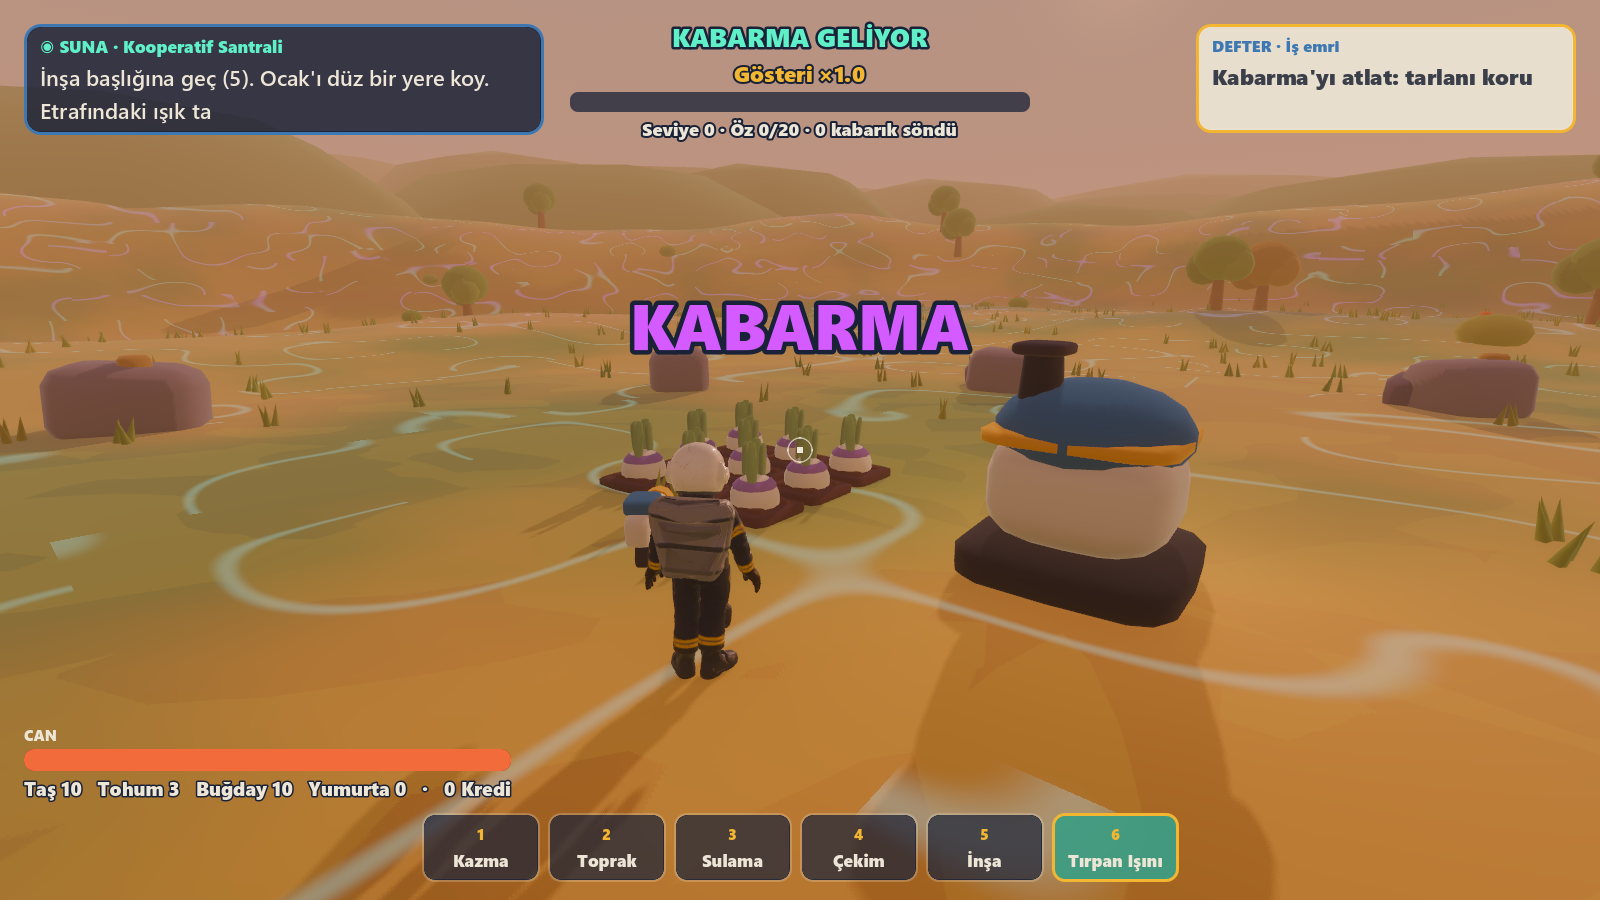 ◉ SUNA · Kooperatif Santrali
İnşa başlığına geç (5). Ocak'ı düz bir yere koy.
Etrafındaki ışık ta
KABARMA GELİYOR
Gösteri ×1.0
Seviye 0 · Öz 0/20 · 0 kabarık söndü
DEFTER · İş emri
Kabarma'yı atlat: tarlanı koru
KABARMA
CAN
Taş 10 Tohum 3 Buğday 10 Yumurta 0 · 0 Kredi
1 Kazma
2 Toprak
3 Sulama
4 Çekim
5 İnşa
6 Tırpan Işını